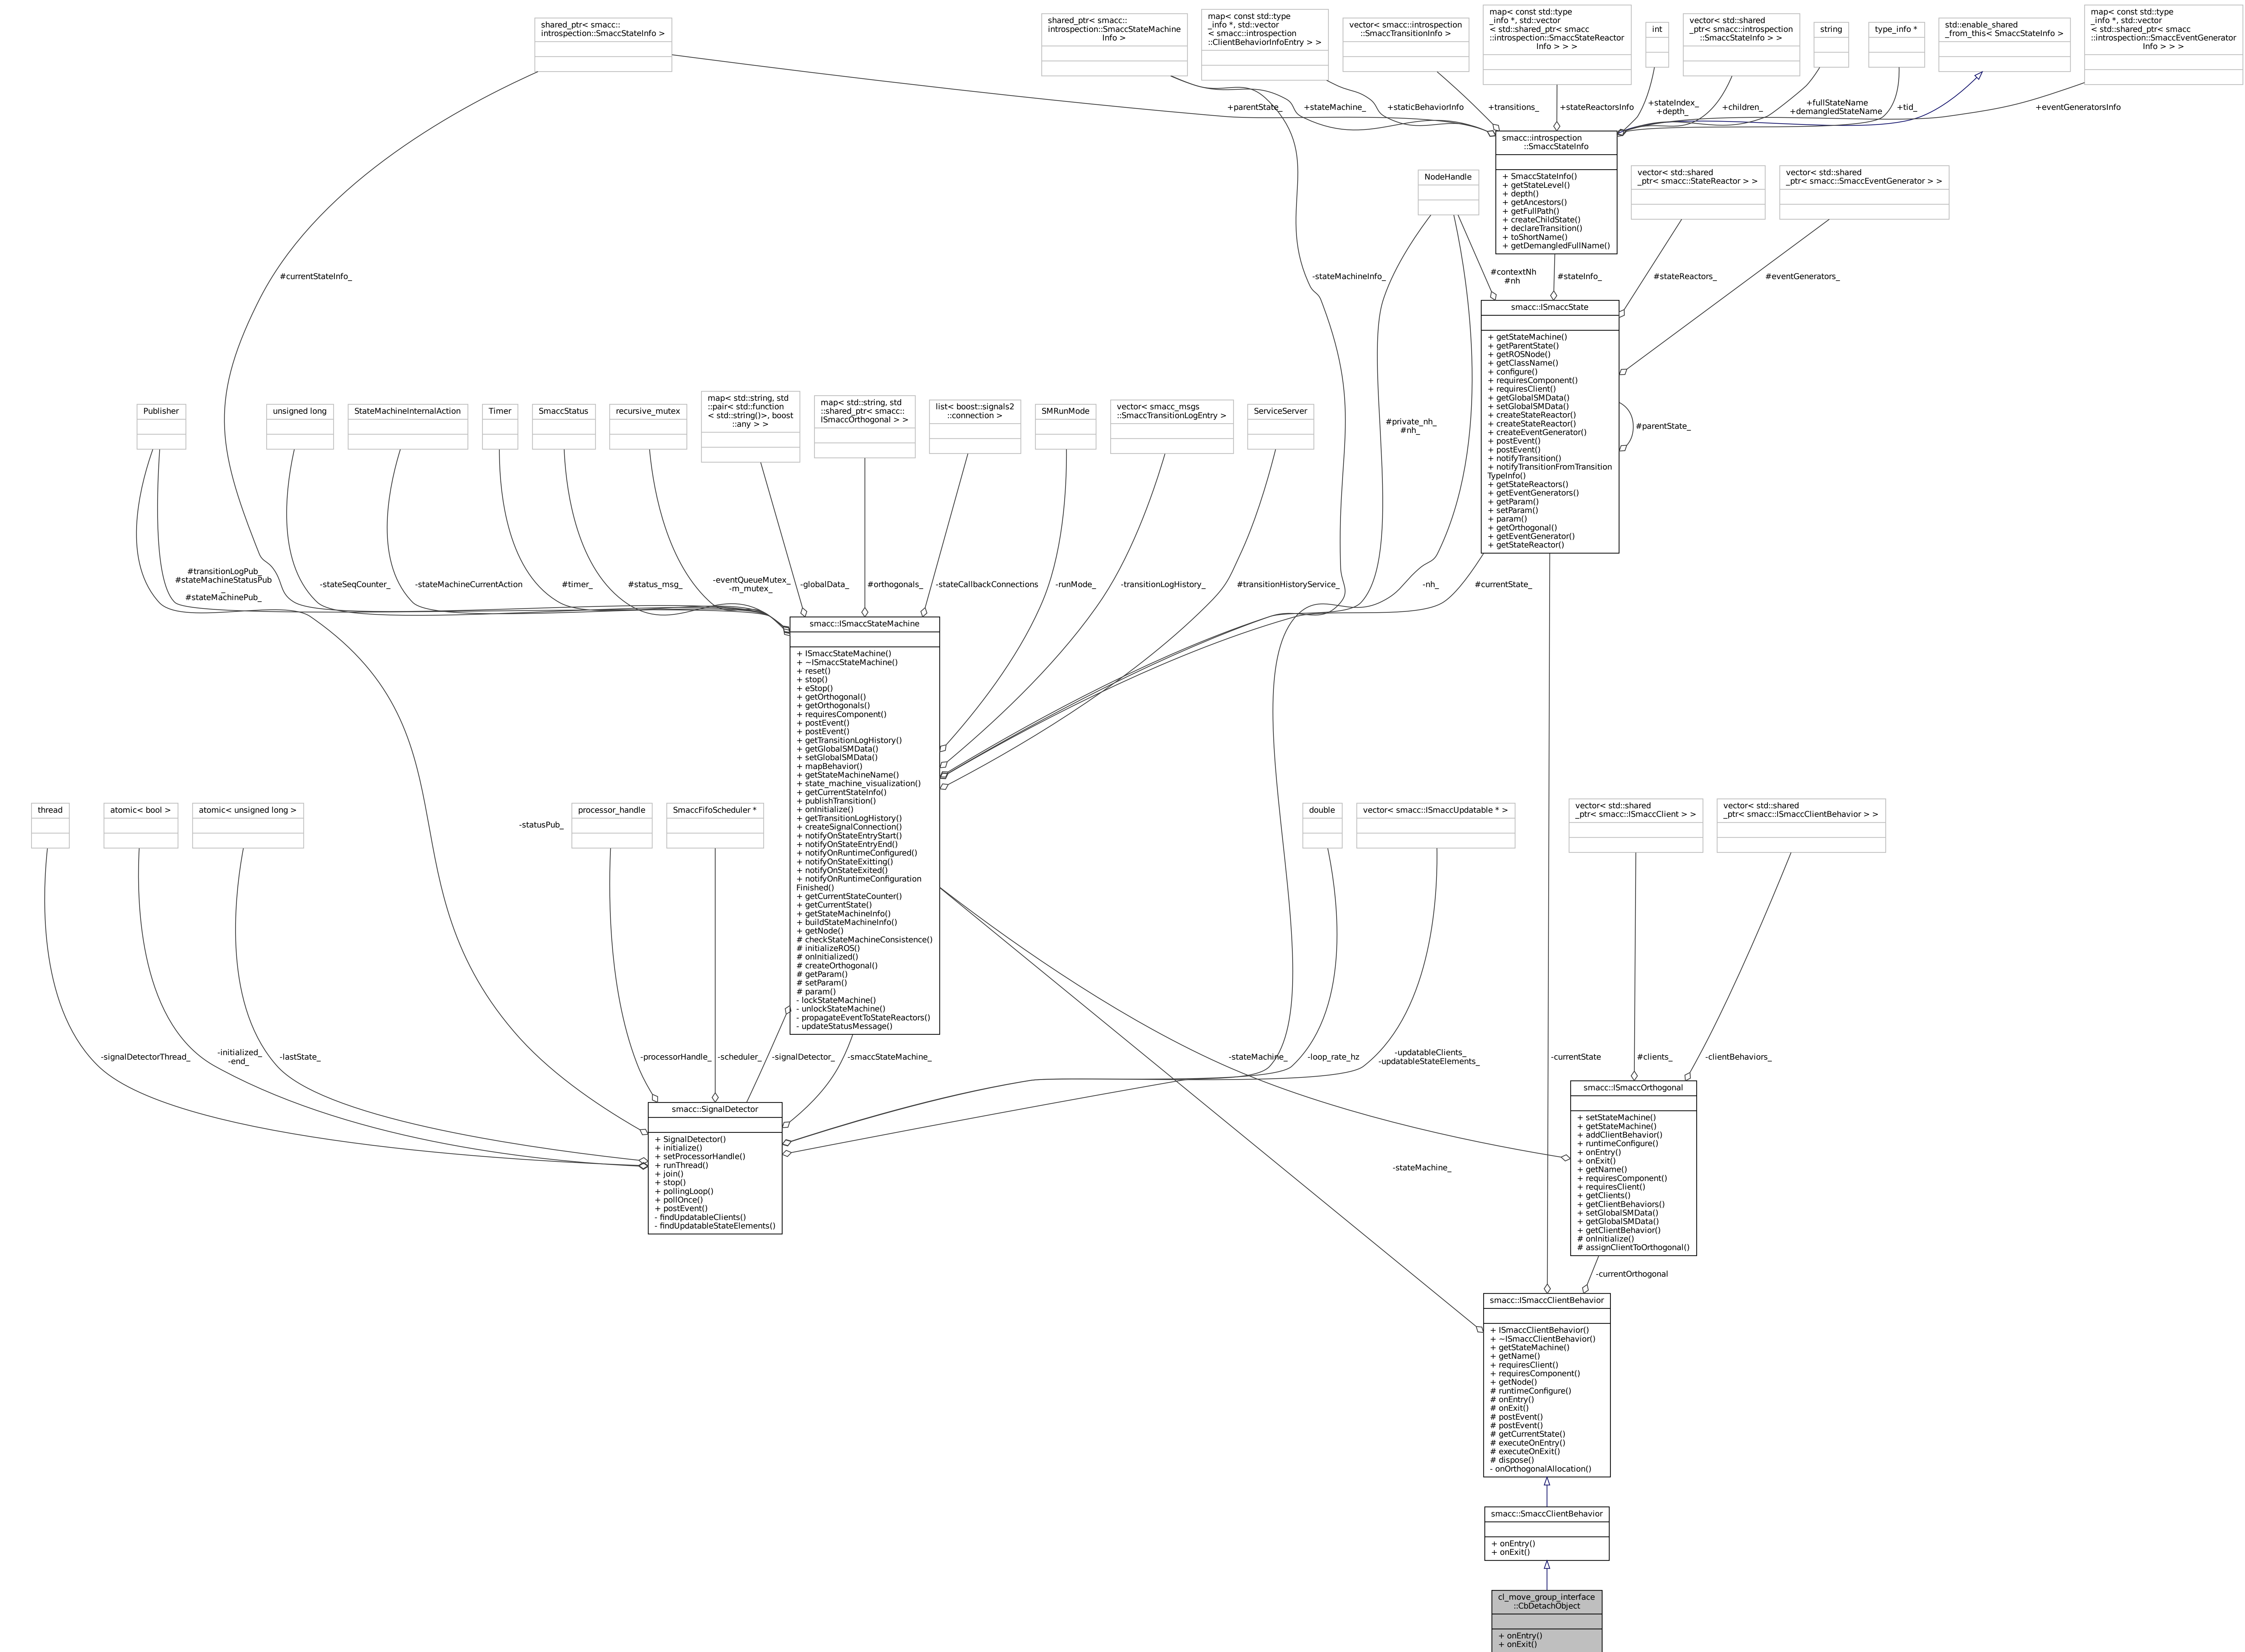 shared_ptr< smacc::
introspection::SmaccStateInfo >
shared_ptr< smacc::
introspection::SmaccStateMachine
Info >
map< const std::type
_info *, std::vector
< smacc::introspection
::ClientBehaviorInfoEntry > >
vector< smacc::introspection
::SmaccTransitionInfo >
map< const std::type
_info *, std::vector
< std::shared_ptr< smacc
::introspection::SmaccStateReactor
Info > > >
int
vector< std::shared
_ptr< smacc::introspection
::SmaccStateInfo > >
string
type_info *
std::enable_shared
_from_this< SmaccStateInfo >
map< const std::type
_info *, std::vector
< std::shared_ptr< smacc
::introspection::SmaccEventGenerator
Info > > >
+parentState_
+stateMachine_
+staticBehaviorInfo
+transitions_
+stateReactorsInfo
+stateIndex_
+depth_
+children_
+fullStateName
+demangledStateName
+tid_
+eventGeneratorsInfo
smacc::introspection
::SmaccStateInfo
+ SmaccStateInfo()
+ getStateLevel()
+ depth()
+ getAncestors()
+ getFullPath()
+ createChildState()
+ declareTransition()
+ toShortName()
+ getDemangledFullName()
NodeHandle
vector< std::shared
_ptr< smacc::StateReactor > >
vector< std::shared
_ptr< smacc::SmaccEventGenerator > >
#currentStateInfo_
-stateMachineInfo_
#contextNh
#nh
#stateInfo_
#stateReactors_
#eventGenerators_
smacc::ISmaccState
+ getStateMachine()
+ getParentState()
+ getROSNode()
+ getClassName()
+ configure()
+ requiresComponent()
+ requiresClient()
+ getGlobalSMData()
+ setGlobalSMData()
+ createStateReactor()
+ createStateReactor()
+ createEventGenerator()
+ postEvent()
+ postEvent()
+ notifyTransition()
+ notifyTransitionFromTransition
TypeInfo()
+ getStateReactors()
+ getEventGenerators()
+ getParam()
+ setParam()
+ param()
+ getOrthogonal()
+ getEventGenerator()
+ getStateReactor()
#parentState_
Publisher
unsigned long
StateMachineInternalAction
Timer
SmaccStatus
recursive_mutex
map< std::string, std
::pair< std::function
< std::string()>, boost
::any > >
map< std::string, std
::shared_ptr< smacc::
ISmaccOrthogonal > >
list< boost::signals2
::connection >
SMRunMode
vector< smacc_msgs
::SmaccTransitionLogEntry >
ServiceServer
#private_nh_
#nh_
#transitionLogPub_
#stateMachineStatusPub
_
#stateMachinePub_
-stateSeqCounter_
-stateMachineCurrentAction
#timer_
#status_msg_
-eventQueueMutex_
-m_mutex_
-globalData_
#orthogonals_
-stateCallbackConnections
-runMode_
-transitionLogHistory_
#transitionHistoryService_
-nh_
#currentState_
smacc::ISmaccStateMachine
+ ISmaccStateMachine()
+ ~ISmaccStateMachine()
+ reset()
+ stop()
+ eStop()
+ getOrthogonal()
+ getOrthogonals()
+ requiresComponent()
+ postEvent()
+ postEvent()
+ getTransitionLogHistory()
+ getGlobalSMData()
+ setGlobalSMData()
+ mapBehavior()
+ getStateMachineName()
+ state_machine_visualization()
+ getCurrentStateInfo()
+ publishTransition()
+ onInitialize()
+ getTransitionLogHistory()
+ createSignalConnection()
+ notifyOnStateEntryStart()
+ notifyOnStateEntryEnd()
+ notifyOnRuntimeConfigured()
+ notifyOnStateExitting()
+ notifyOnStateExited()
+ notifyOnRuntimeConfiguration
Finished()
+ getCurrentStateCounter()
+ getCurrentState()
+ getStateMachineInfo()
+ buildStateMachineInfo()
+ getNode()
# checkStateMachineConsistence()
# initializeROS()
# onInitialized()
# createOrthogonal()
# getParam()
# setParam()
# param()
- lockStateMachine()
- unlockStateMachine()
- propagateEventToStateReactors()
- updateStatusMessage()
thread
atomic< bool >
atomic< unsigned long >
-statusPub_
processor_handle
SmaccFifoScheduler *
double
vector< smacc::ISmaccUpdatable * >
vector< std::shared
_ptr< smacc::ISmaccClient > >
vector< std::shared
_ptr< smacc::ISmaccClientBehavior > >
-signalDetectorThread_
-initialized_
-end_
-lastState_
-processorHandle_
-scheduler_
-signalDetector_
-smaccStateMachine_
-stateMachine_
-loop_rate_hz
-updatableClients_
-updatableStateElements_
-currentState
#clients_
-clientBehaviors_
smacc::SignalDetector
+ SignalDetector()
+ initialize()
+ setProcessorHandle()
+ runThread()
+ join()
+ stop()
+ pollingLoop()
+ pollOnce()
+ postEvent()
- findUpdatableClients()
- findUpdatableStateElements()
smacc::ISmaccOrthogonal
+ setStateMachine()
+ getStateMachine()
+ addClientBehavior()
+ runtimeConfigure()
+ onEntry()
+ onExit()
+ getName()
+ requiresComponent()
+ requiresClient()
+ getClients()
+ getClientBehaviors()
+ setGlobalSMData()
+ getGlobalSMData()
+ getClientBehavior()
# onInitialize()
# assignClientToOrthogonal()
-stateMachine_
-currentOrthogonal
smacc::ISmaccClientBehavior
+ ISmaccClientBehavior()
+ ~ISmaccClientBehavior()
+ getStateMachine()
+ getName()
+ requiresClient()
+ requiresComponent()
+ getNode()
# runtimeConfigure()
# onEntry()
# onExit()
# postEvent()
# postEvent()
# getCurrentState()
# executeOnEntry()
# executeOnExit()
# dispose()
- onOrthogonalAllocation()
smacc::SmaccClientBehavior
+ onEntry()
+ onExit()
cl_move_group_interface
::CbDetachObject
+ onEntry()
+ onExit()